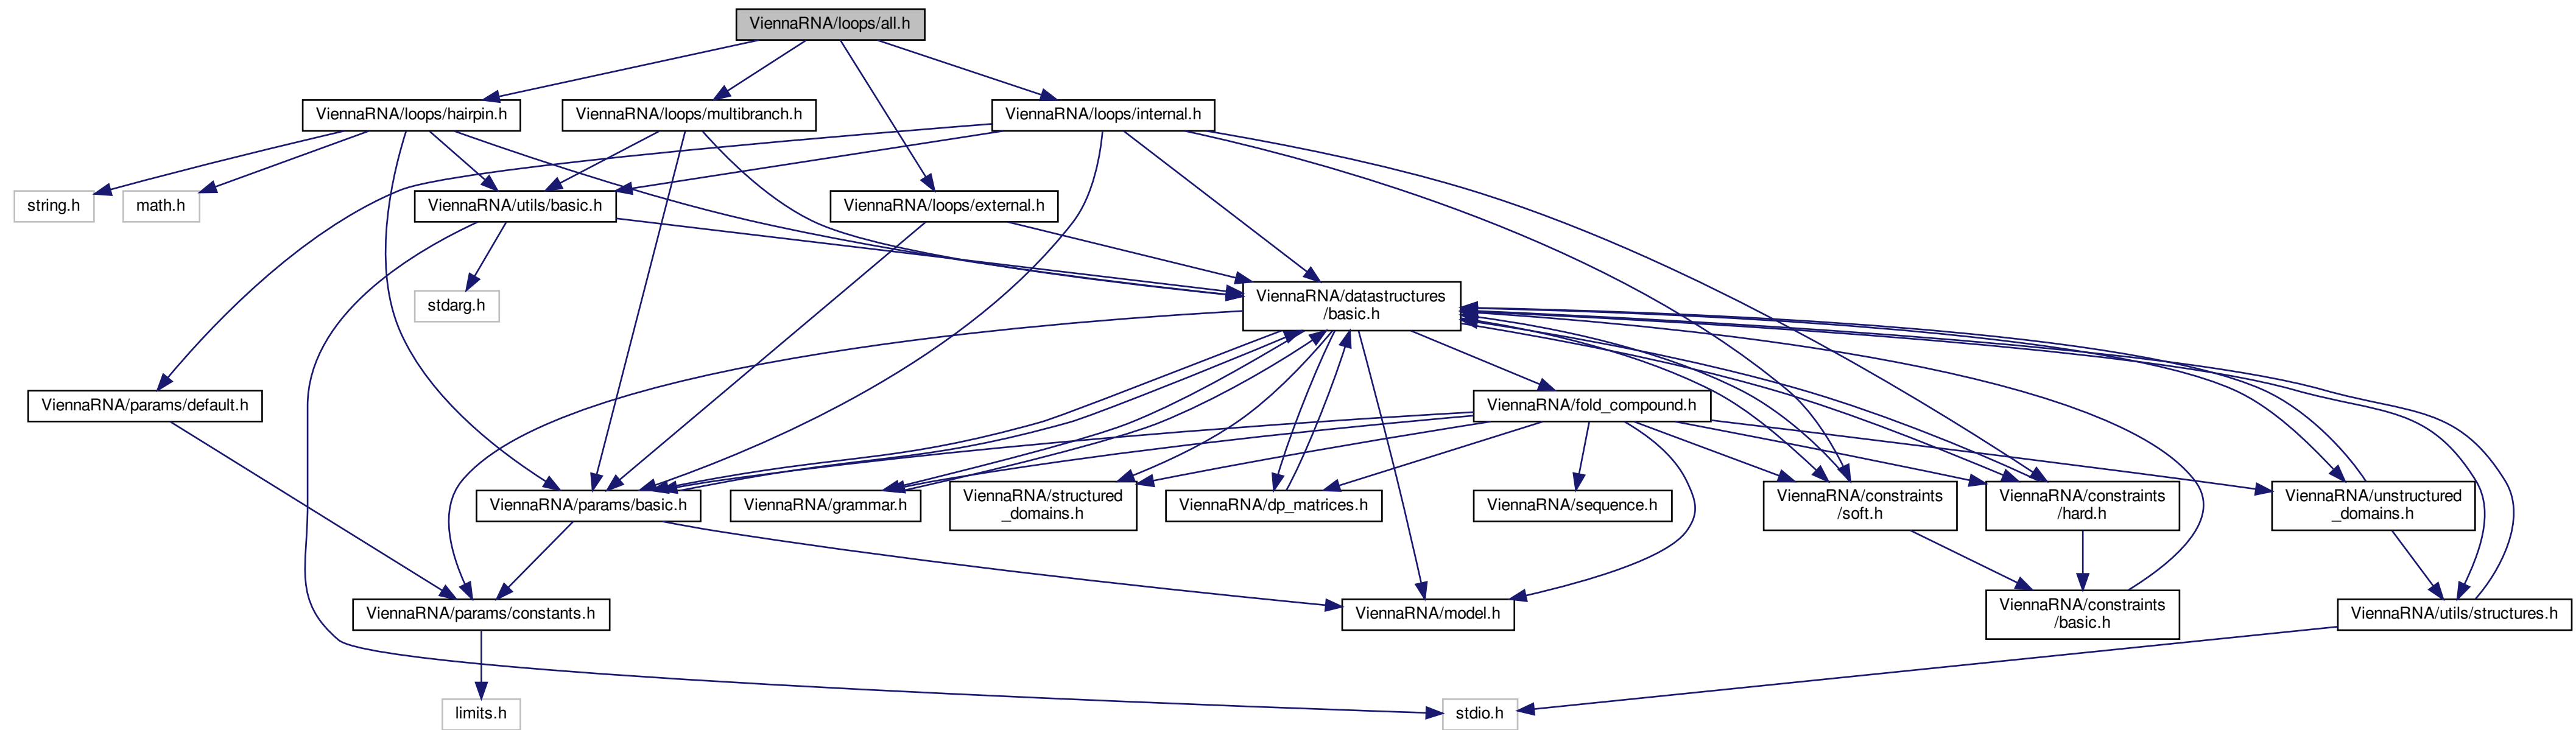 ViennaRNA/loops/all.h
ViennaRNA/loops/hairpin.h
ViennaRNA/loops/multibranch.h
ViennaRNA/loops/internal.h
string.h
math.h
ViennaRNA/utils/basic.h
ViennaRNA/loops/external.h
stdarg.h
ViennaRNA/datastructures
/basic.h
ViennaRNA/params/default.h
ViennaRNA/fold_compound.h
ViennaRNA/params/basic.h
ViennaRNA/grammar.h
ViennaRNA/structured
_domains.h
ViennaRNA/dp_matrices.h
ViennaRNA/sequence.h
ViennaRNA/constraints
/soft.h
ViennaRNA/constraints
/hard.h
ViennaRNA/unstructured
_domains.h
ViennaRNA/params/constants.h
ViennaRNA/model.h
ViennaRNA/constraints
/basic.h
ViennaRNA/utils/structures.h
limits.h
stdio.h